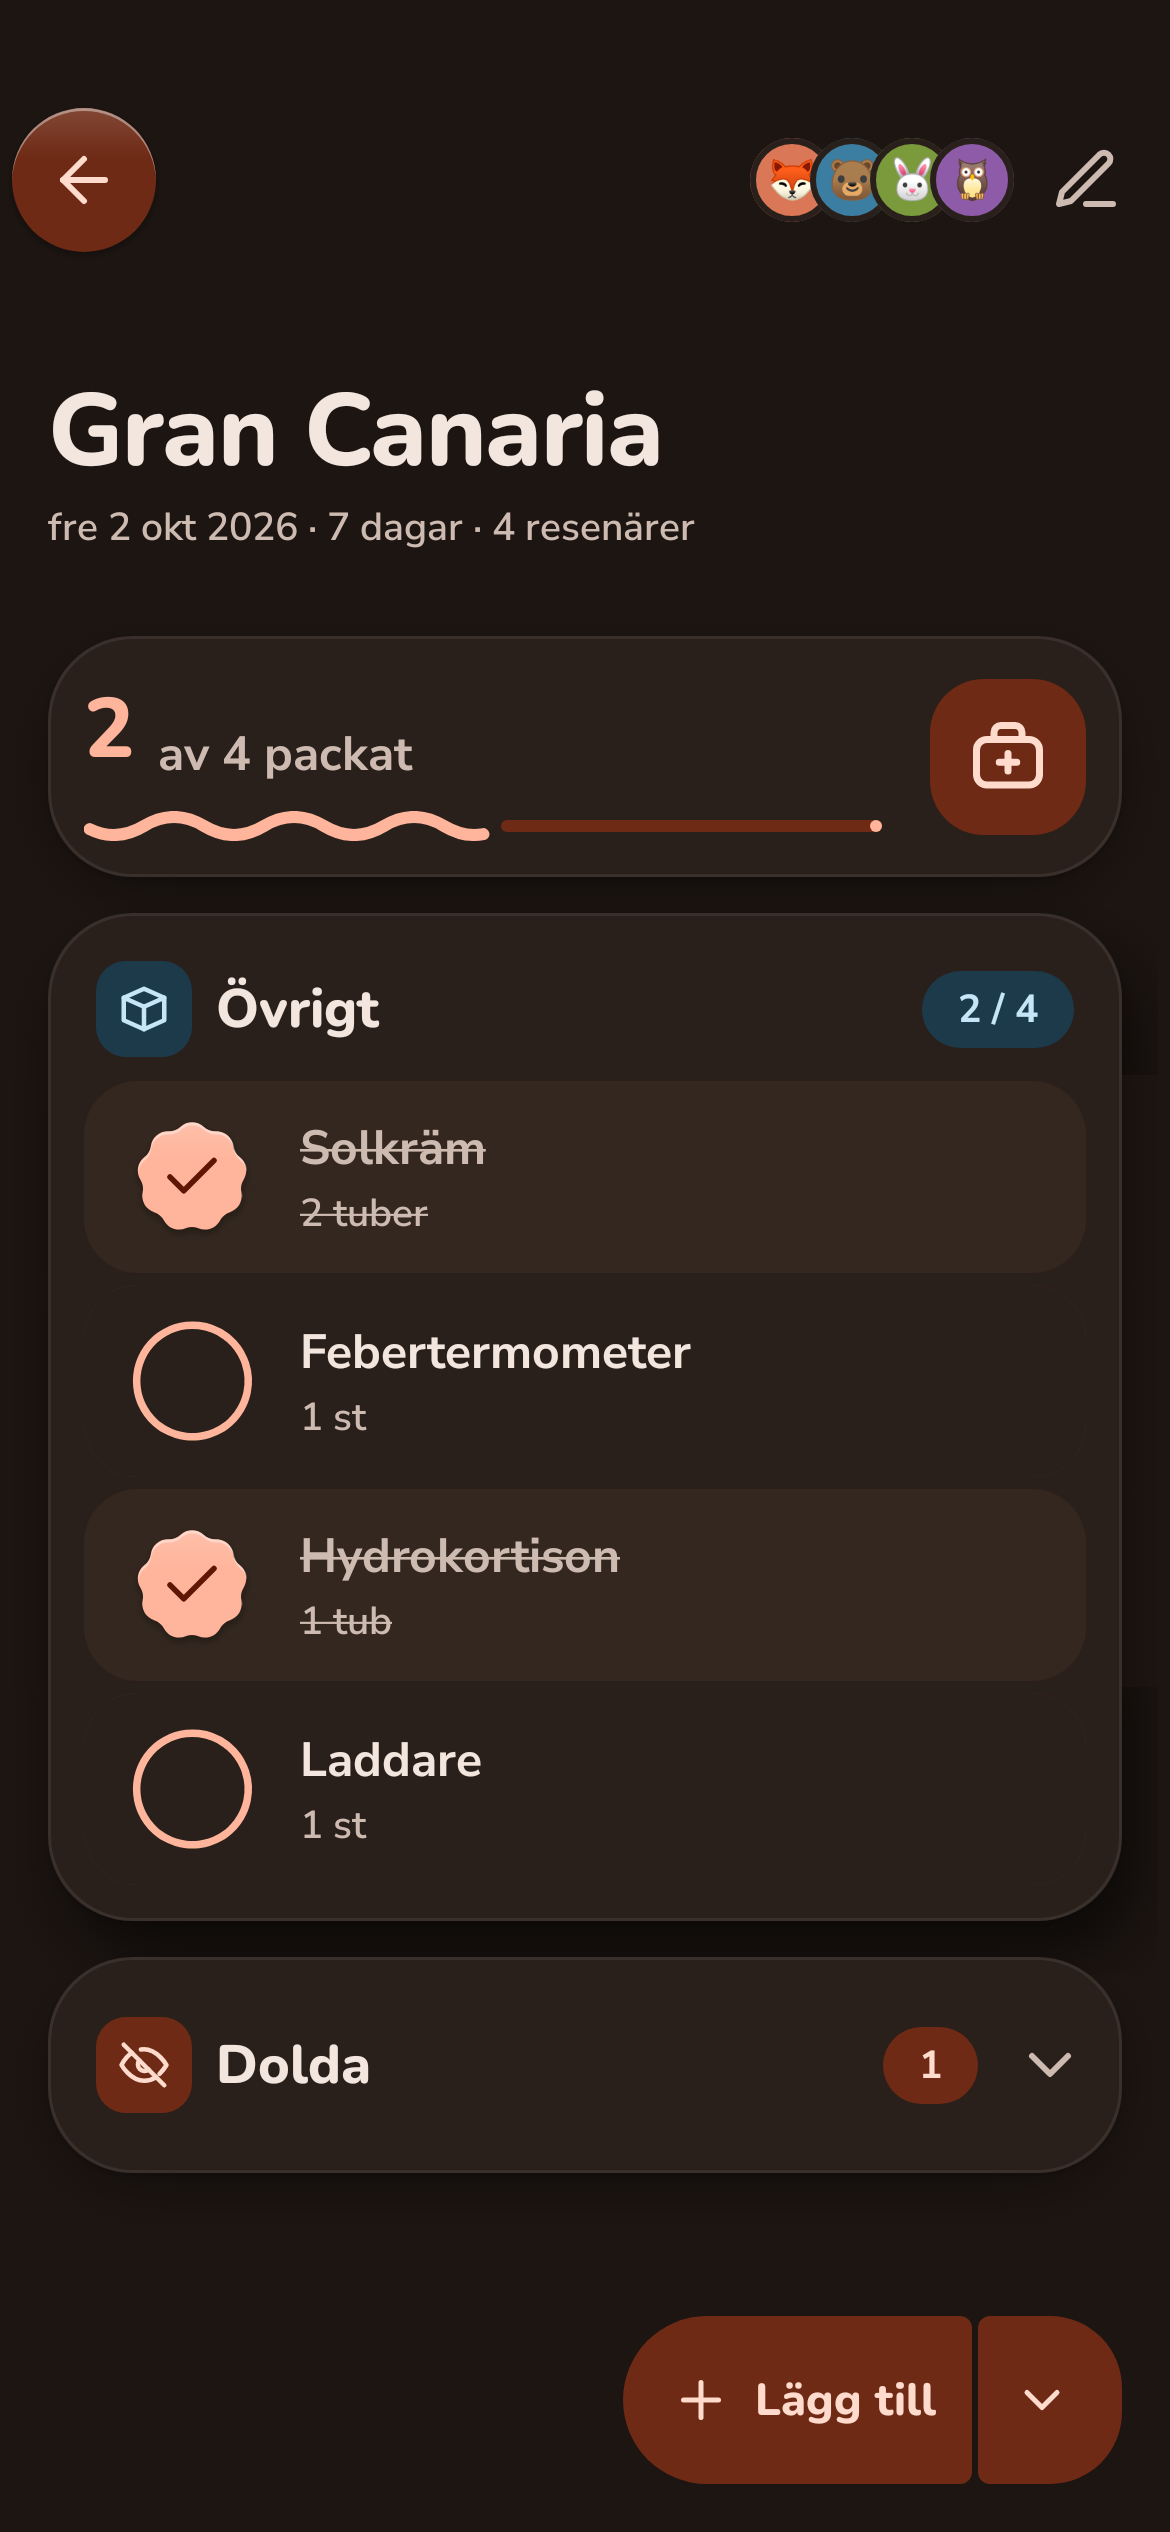 Gran Canaria
fre 2 okt 2026 · 7 dagar · 4 resenärer
2 av 4 packat
Övrigt
2 / 4
Solkräm
2 tuber
Febertermometer
1 st
Hydrokortison
1 tub
Laddare
1 st
Dolda
1
Lägg till